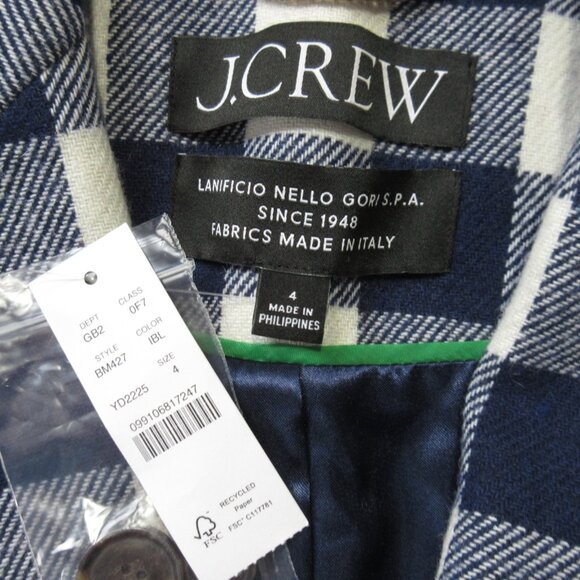 J.CREW
LANIFICIO NELLO GORI S.P.A.
SINCE 1948
FABRICS MADE IN ITALY
4
MADE IN
PHILIPPINES
DEPT CLASS
GB2 0F7
STYLE COLOR
BM427 IBL
SIZE
YD2225 4
099106817247
RECYCLED
Paper
FSC® C117781
FSC